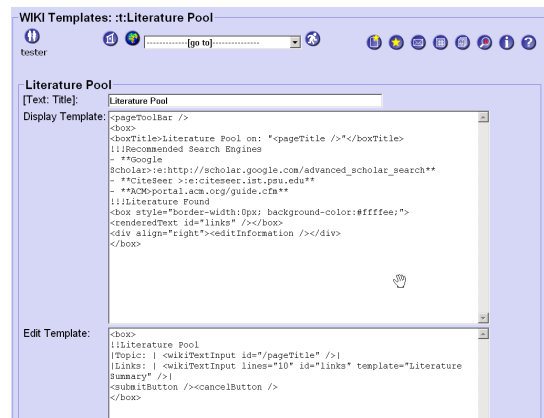 WIKI Templates: :t:Literature Pool
tester
-------------[go to]---------------
Literature Pool
[Text: Title]: Literature Pool
Display Template: <pageToolBar />
<box>
<boxTitle>Literature Pool on: "<pageTitle />"</boxTitle>
!!!Recommended Search Engines
- **Google
Scholar>:e:http://scholar.google.com/advanced_scholar_search**
- **CiteSeer >:e:citeseer.ist.psu.edu**
- **ACM>portal.acm.org/guide.cfm**
!!!Literature Found
<box style="border-width:0px; background-color:#ffffee;">
<renderedText id="links" /></box>
<div align="right"><editInformation /></div>
</box>
Edit Template: <box>
!!Literature Pool
|Topic: | <wikiTextInput id="/pageTitle" />|
|Links: | <wikiTextInput lines="10" id="links" template="Literature
Summary" />|
<submitButton /><cancelButton />
</box>